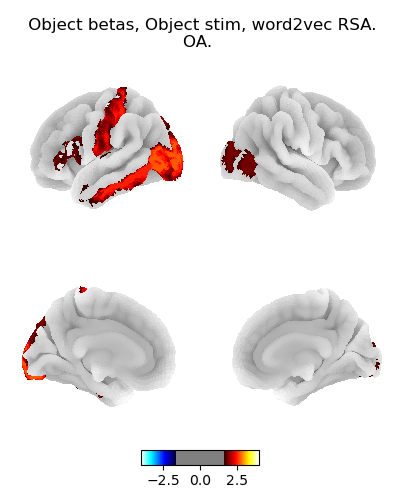 Object betas, Object stim, word2vec RSA.
OA.
−2.5 0.0 2.5